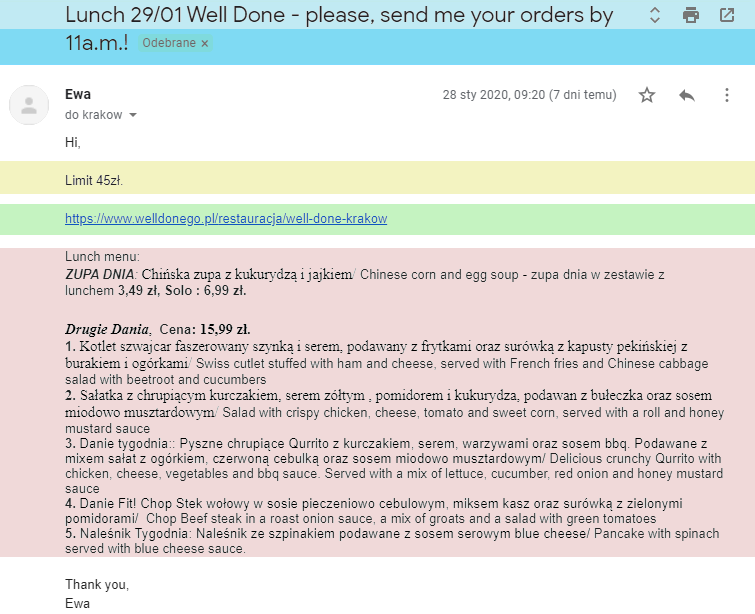 Lunch 29/01 Well Done - please, send me your orders by
11a.m.! Odebrane ×
Ewa 28 sty 2020, 09:20 (7 dni temu)
do krakow
Hi,
Limit 45zł.
https://www.welldonego.pl/restauracja/well-done-krakow
Lunch menu:
ZUPA DNIA: Chińska zupa z kukurydzą i jajkiem/ Chinese corn and egg soup - zupa dnia w zestawie z
lunchem 3,49 zł, Solo : 6,99 zł.
Drugie Dania, Cena: 15,99 zł.
1. Kotlet szwajcar faszerowany szynką i serem, podawany z frytkami oraz surówką z kapusty pekińskiej z
burakiem i ogórkami/ Swiss cutlet stuffed with ham and cheese, served with French fries and Chinese cabbage
salad with beetroot and cucumbers
2. Sałatka z chrupiącym kurczakiem, serem żółtym , pomidorem i kukurydza, podawan z bułeczka oraz sosem
miodowo musztardowym/ Salad with crispy chicken, cheese, tomato and sweet corn, served with a roll and honey
mustard sauce
3. Danie tygodnia:: Pyszne chrupiące Qurrito z kurczakiem, serem, warzywami oraz sosem bbq. Podawane z
mixem sałat z ogórkiem, czerwoną cebulką oraz sosem miodowo musztardowym/ Delicious crunchy Qurrito with
chicken, cheese, vegetables and bbq sauce. Served with a mix of lettuce, cucumber, red onion and honey mustard
sauce
4. Danie Fit! Chop Stek wołowy w sosie pieczeniowo cebulowym, miksem kasz oraz surówką z zielonymi
pomidorami/ Chop Beef steak in a roast onion sauce, a mix of groats and a salad with green tomatoes
5. Naleśnik Tygodnia: Naleśnik ze szpinakiem podawane z sosem serowym blue cheese/ Pancake with spinach
served with blue cheese sauce.
Thank you,
Ewa